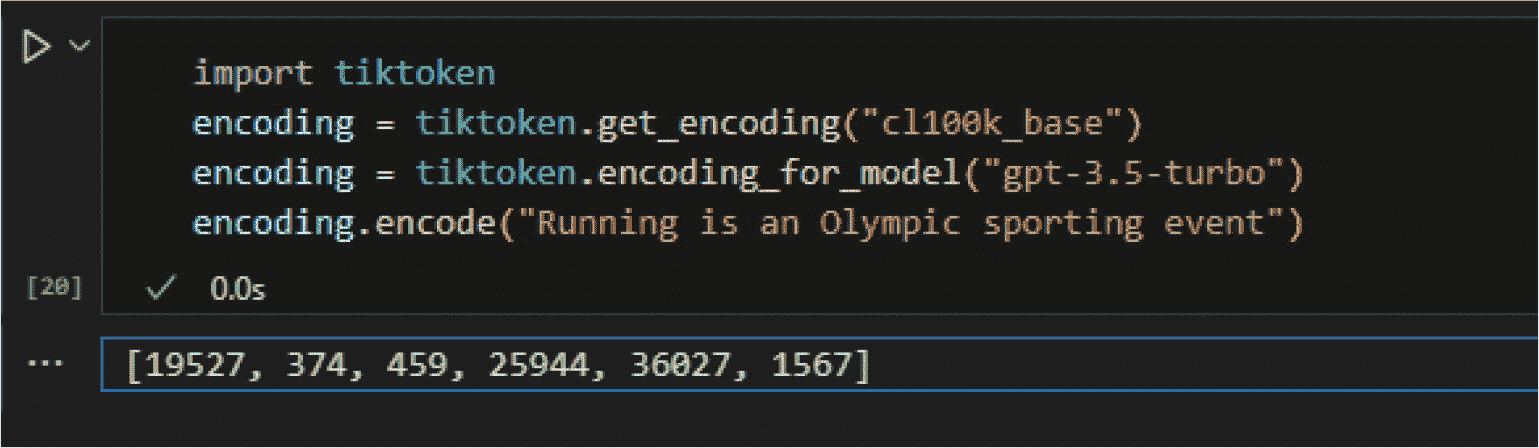 import tiktoken
encoding = tiktoken.get_encoding("cl100k_base")
encoding = tiktoken.encoding_for_model("gpt-3.5-turbo")
encoding.encode("Running is an Olympic sporting event")
[20] ✓ 0.0s
... [19527, 374, 459, 25944, 36027, 1567]